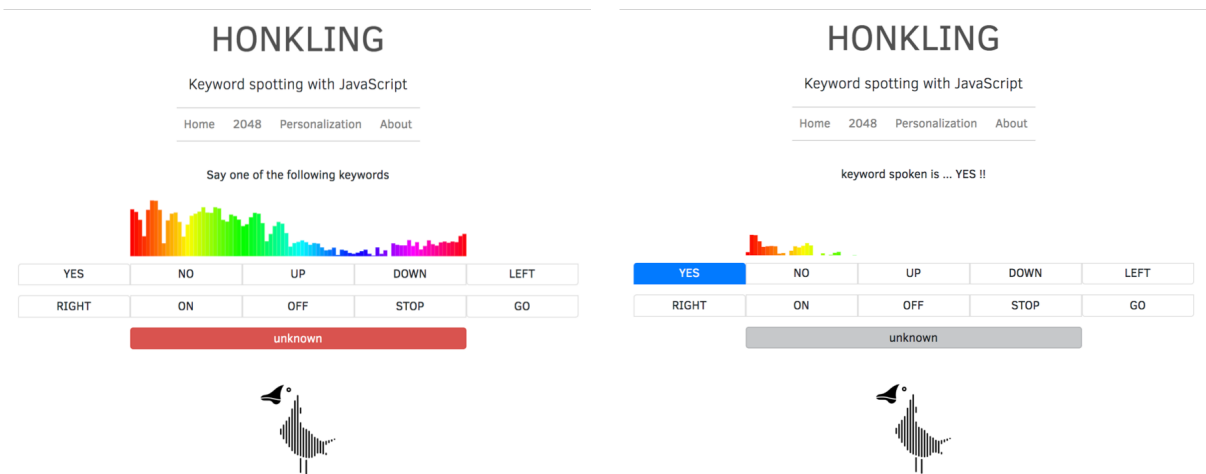 HONKLING
Keyword spotting with JavaScript
Home 2048 Personalization About
Say one of the following keywords
YES NO UP DOWN LEFT
RIGHT ON OFF STOP GO
unknown
HONKLING
Keyword spotting with JavaScript
Home 2048 Personalization About
keyword spoken is ... YES !!
YES NO UP DOWN LEFT
RIGHT ON OFF STOP GO
unknown